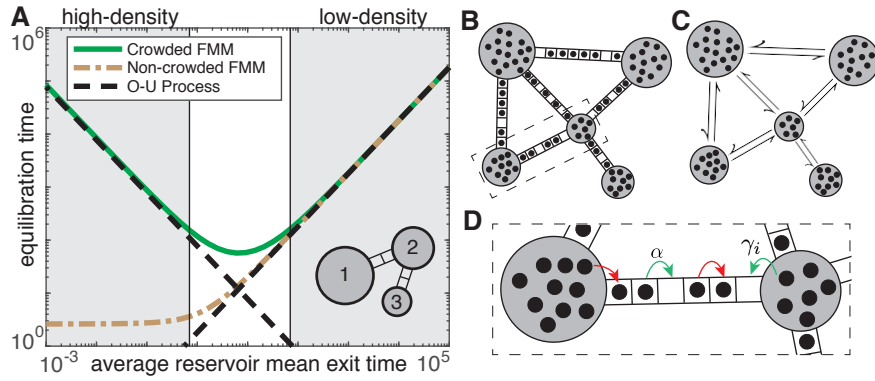 A
high-density
low-density
B
C
10^6
Crowded FMM
Non-crowded FMM
O-U Process
equilibration time
1
2
3
10^0
10^-3
average reservoir mean exit time
10^5
D
α
γ_i